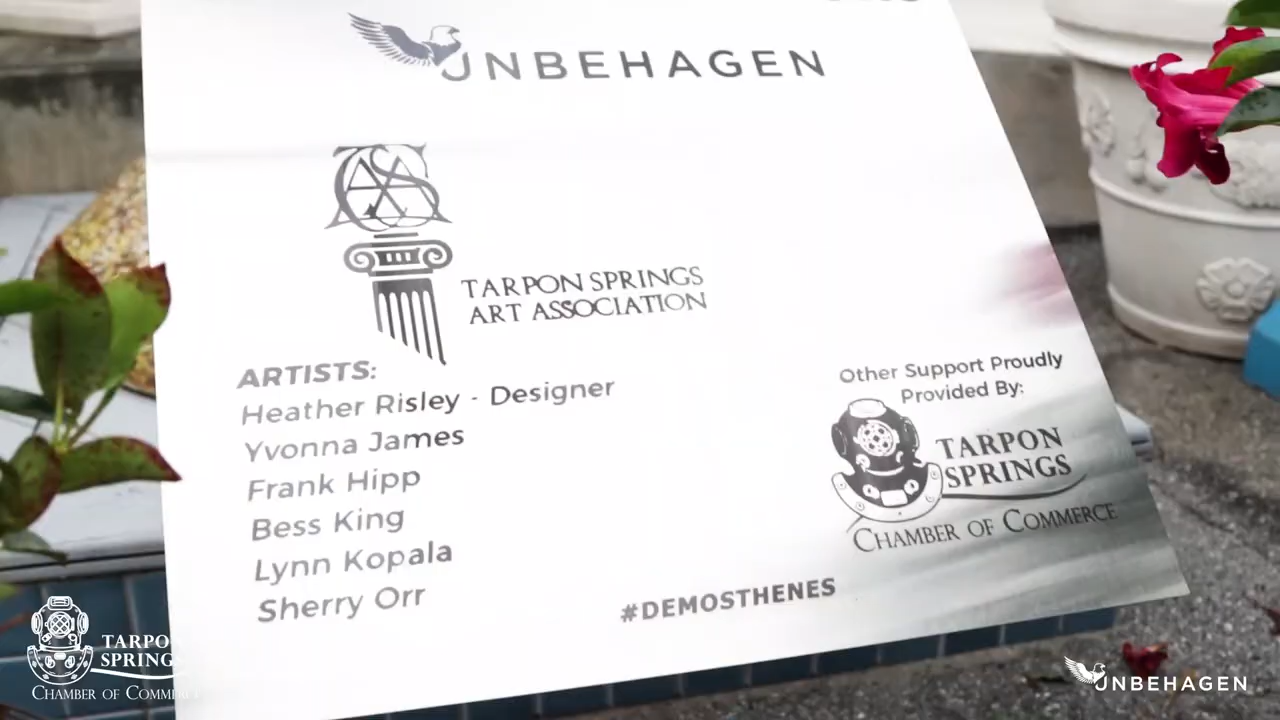 UNBEHAGEN
TARPON SPRINGS
ART ASSOCIATION
ARTISTS:
Heather Risley - Designer
Yvonna James
Frank Hipp
Bess King
Lynn Kopala
Sherry Orr
Other Support Proudly
Provided By:
TARPON
SPRINGS
CHAMBER OF COMMERCE
#DEMOSTHENES
TARPON
SPRINGS
CHAMBER OF COMMERCE
UNBEHAGEN